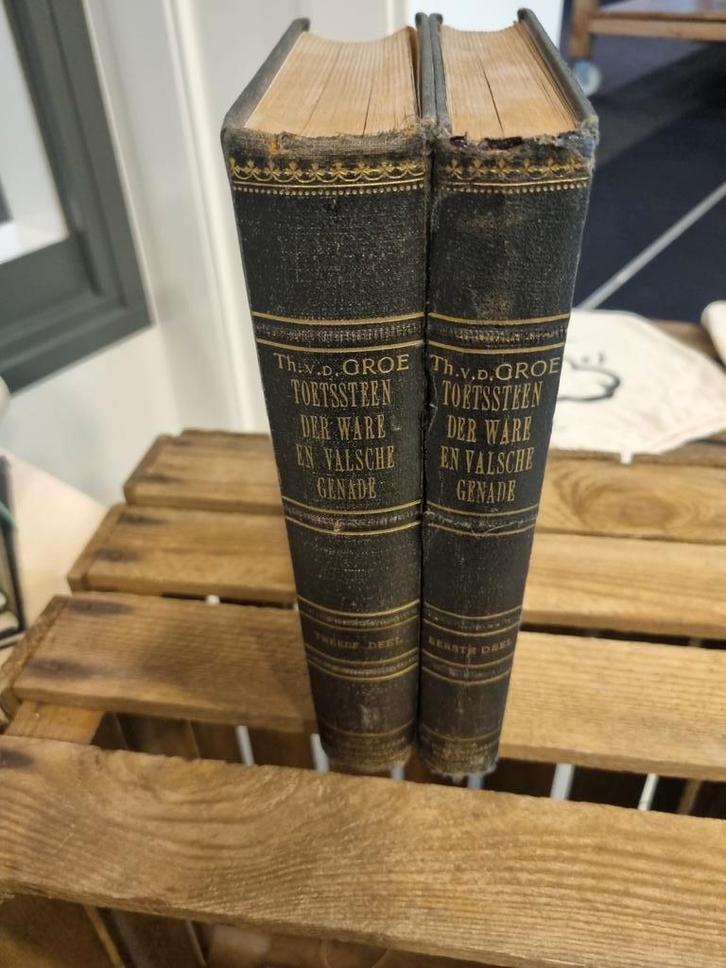 Th. v. d. GROE
TOETSSTEEN
DER WARE
EN VALSCHE
GENADE
TWEEDE DEEL
Th. v. d. GROE
TOETSSTEEN
DER WARE
EN VALSCHE
GENADE
EERSTE DEEL